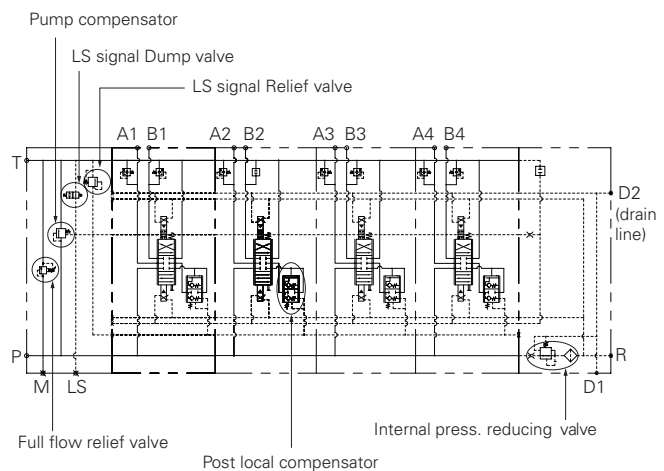 Pump compensator
LS signal Dump valve
LS signal Relief valve
A1 B1 A2 B2 A3 B3 A4 B4
T
D2
(drain
line)
P
R
M LS D1
Full flow relief valve
Internal press. reducing valve
Post local compensator